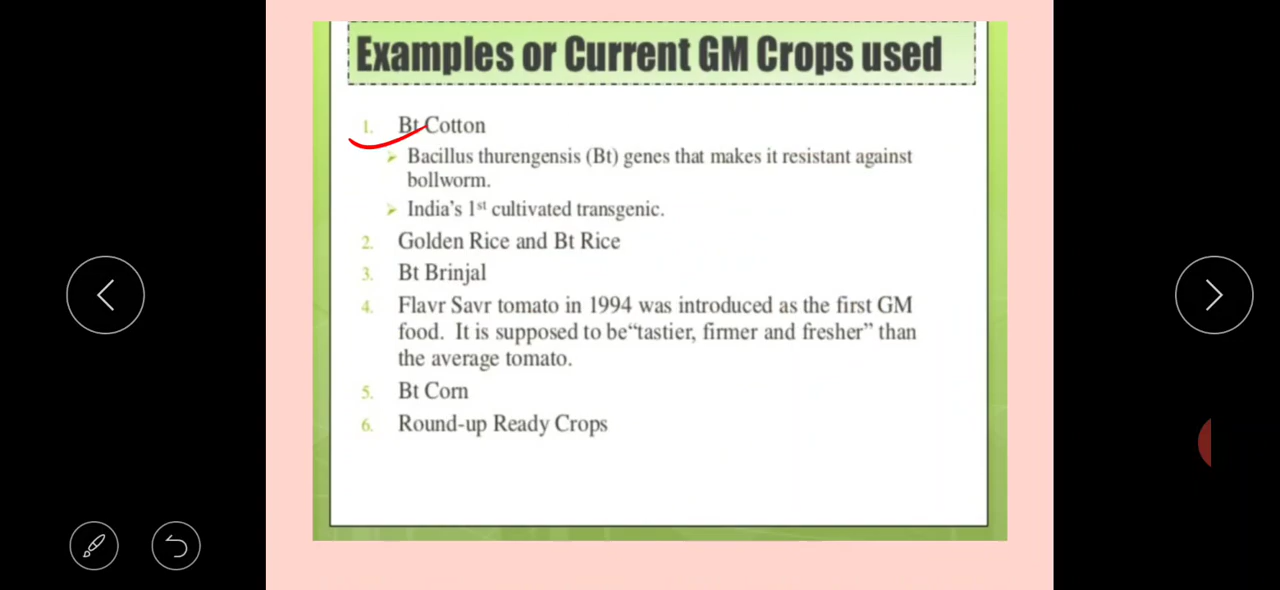 Examples or Current GM Crops used
1. Bt Cotton
Bacillus thurengensis (Bt) genes that makes it resistant against
bollworm.
India's 1st cultivated transgenic.
2. Golden Rice and Bt Rice
3. Bt Brinjal
4. Flavr Savr tomato in 1994 was introduced as the first GM
food. It is supposed to be“tastier, firmer and fresher” than
the average tomato.
5. Bt Corn
6. Round-up Ready Crops